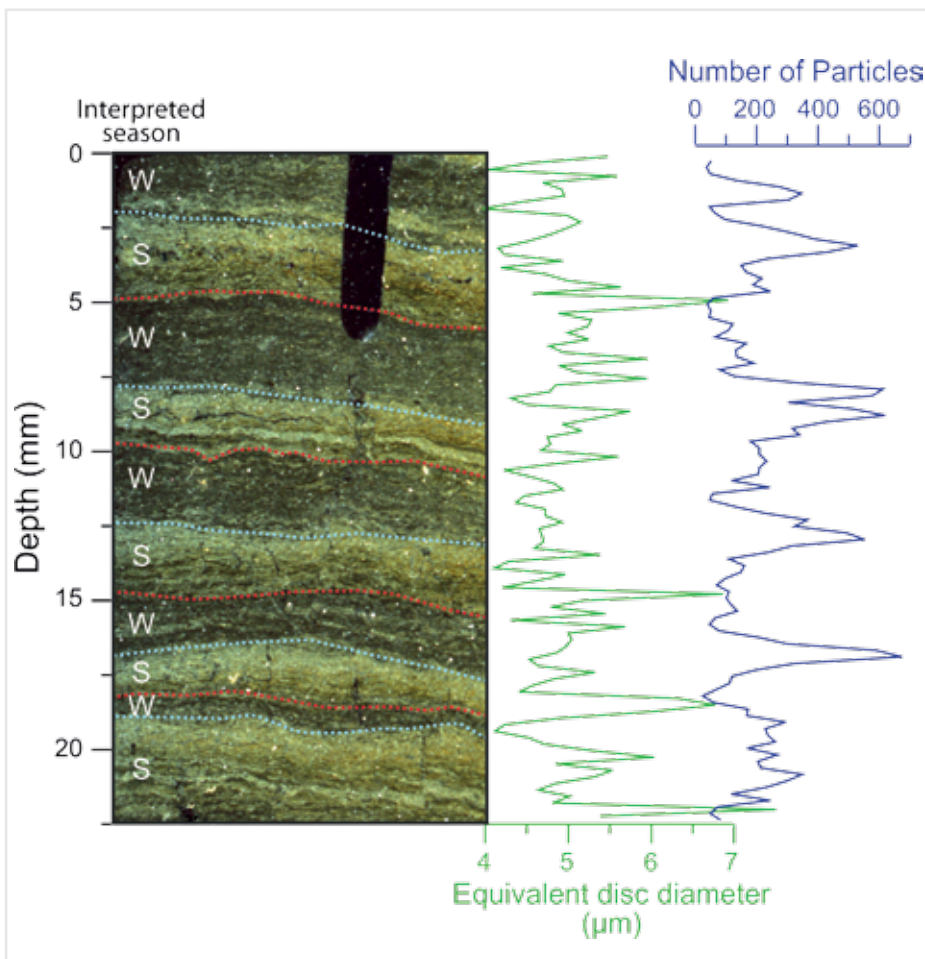 Number of Particles
0 200 400 600
Interpreted
season
0
W
S
5
W
S
10
W
S
15
W
S
W
20
S
Depth (mm)
4 5 6 7
Equivalent disc diameter
(µm)